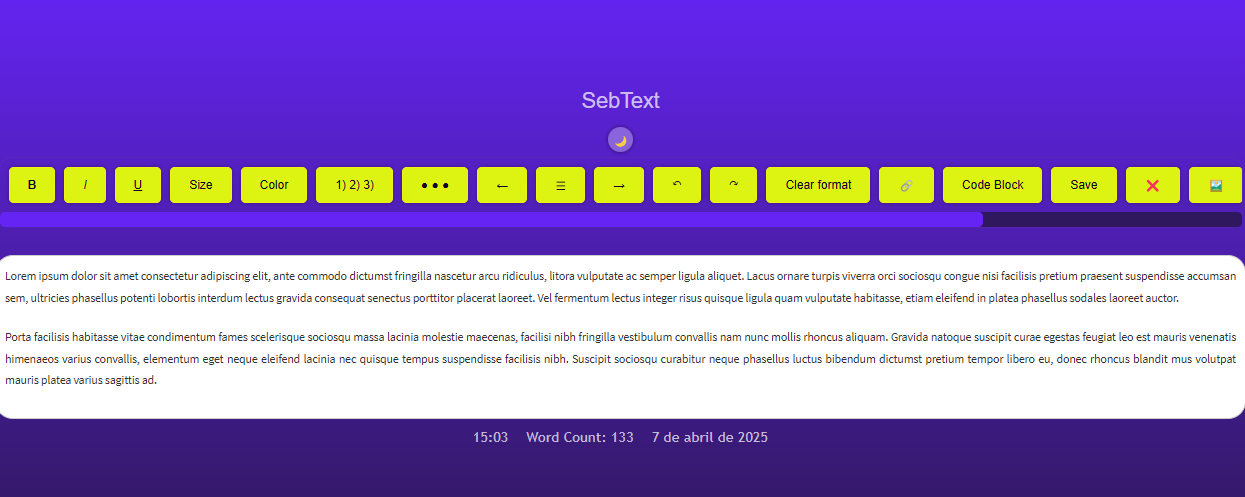 SebText
B I U Size Color 1) 2) 3) ● ● ● ← ☰ → ↶ ↷ Clear format 🔗 Code Block Save ❌ 🖼️
Lorem ipsum dolor sit amet consectetur adipiscing elit, ante commodo dictumst fringilla nascetur arcu ridiculus, litora vulputate ac semper ligula aliquet. Lacus ornare turpis viverra orci sociosqu congue nisi facilisis pretium praesent suspendisse accumsan
sem, ultricies phasellus potenti lobortis interdum lectus gravida consequat senectus porttitor placerat laoreet. Vel fermentum lectus integer risus quisque ligula quam vulputate habitasse, etiam eleifend in platea phasellus sodales laoreet auctor.
Porta facilisis habitasse vitae condimentum fames scelerisque sociosqu massa lacinia molestie maecenas, facilisi nibh fringilla vestibulum convallis nam nunc mollis rhoncus aliquam. Gravida natoque suscipit curae egestas feugiat leo est mauris venenatis
himenaeos varius convallis, elementum eget neque eleifend lacinia nec quisque tempus suspendisse facilisis nibh. Suscipit sociosqu curabitur neque phasellus luctus bibendum dictumst pretium tempor libero eu, donec rhoncus blandit mus volutpat
mauris platea varius sagittis ad.
15:03 Word Count: 133 7 de abril de 2025